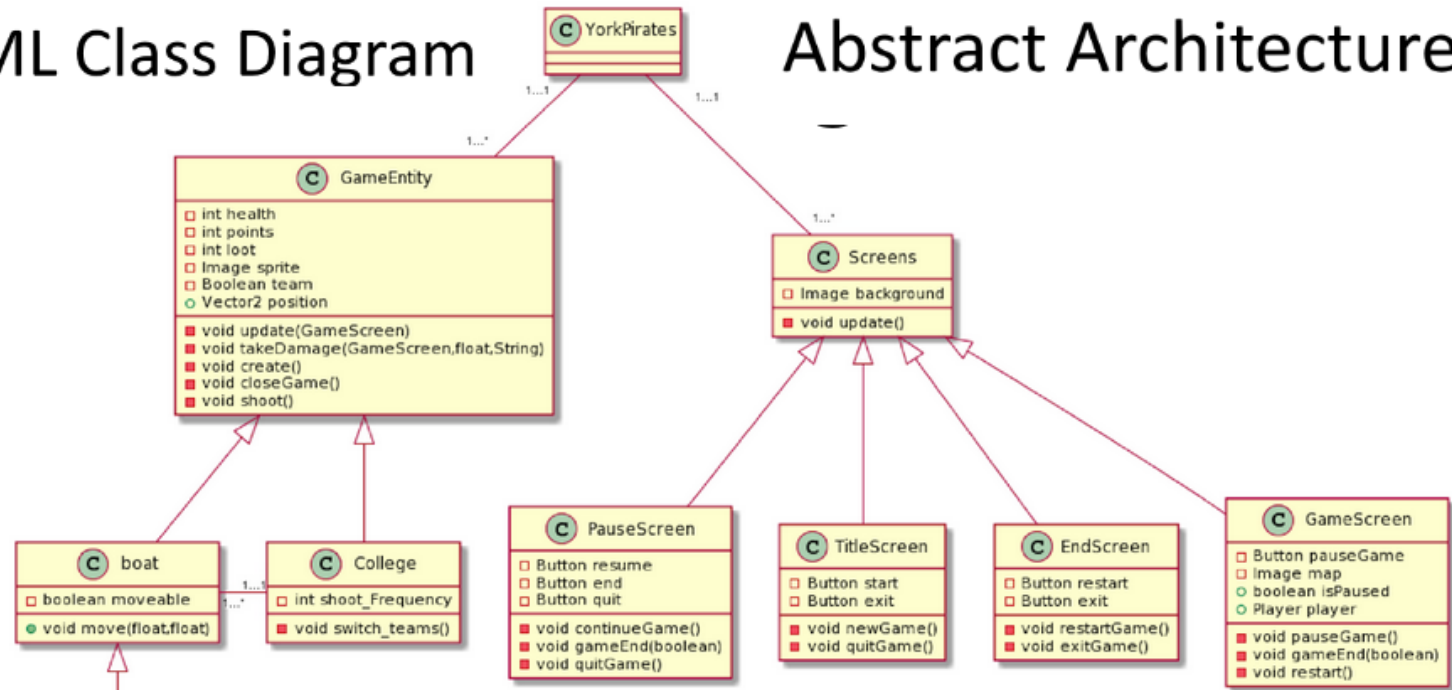 ML Class Diagram
Abstract Architecture
C YorkPirates
1...1
1...1
1...*
1...*
C GameEntity
int health
int points
int loot
Image sprite
Boolean team
Vector2 position
void update(GameScreen)
void takeDamage(GameScreen,float,String)
void create()
void closeGame()
void shoot()
C Screens
Image background
void update()
C boat
boolean moveable
void move(float,float)
1...1
1...*
C College
int shoot_Frequency
void switch_teams()
C PauseScreen
Button resume
Button end
Button quit
void continueGame()
void gameEnd(boolean)
void quitGame()
C TitleScreen
Button start
Button exit
void newGame()
void quitGame()
C EndScreen
Button restart
Button exit
void restartGame()
void exitGame()
C GameScreen
Button pauseGame
Image map
boolean isPaused
Player player
void pauseGame()
void gameEnd(boolean)
void restart()